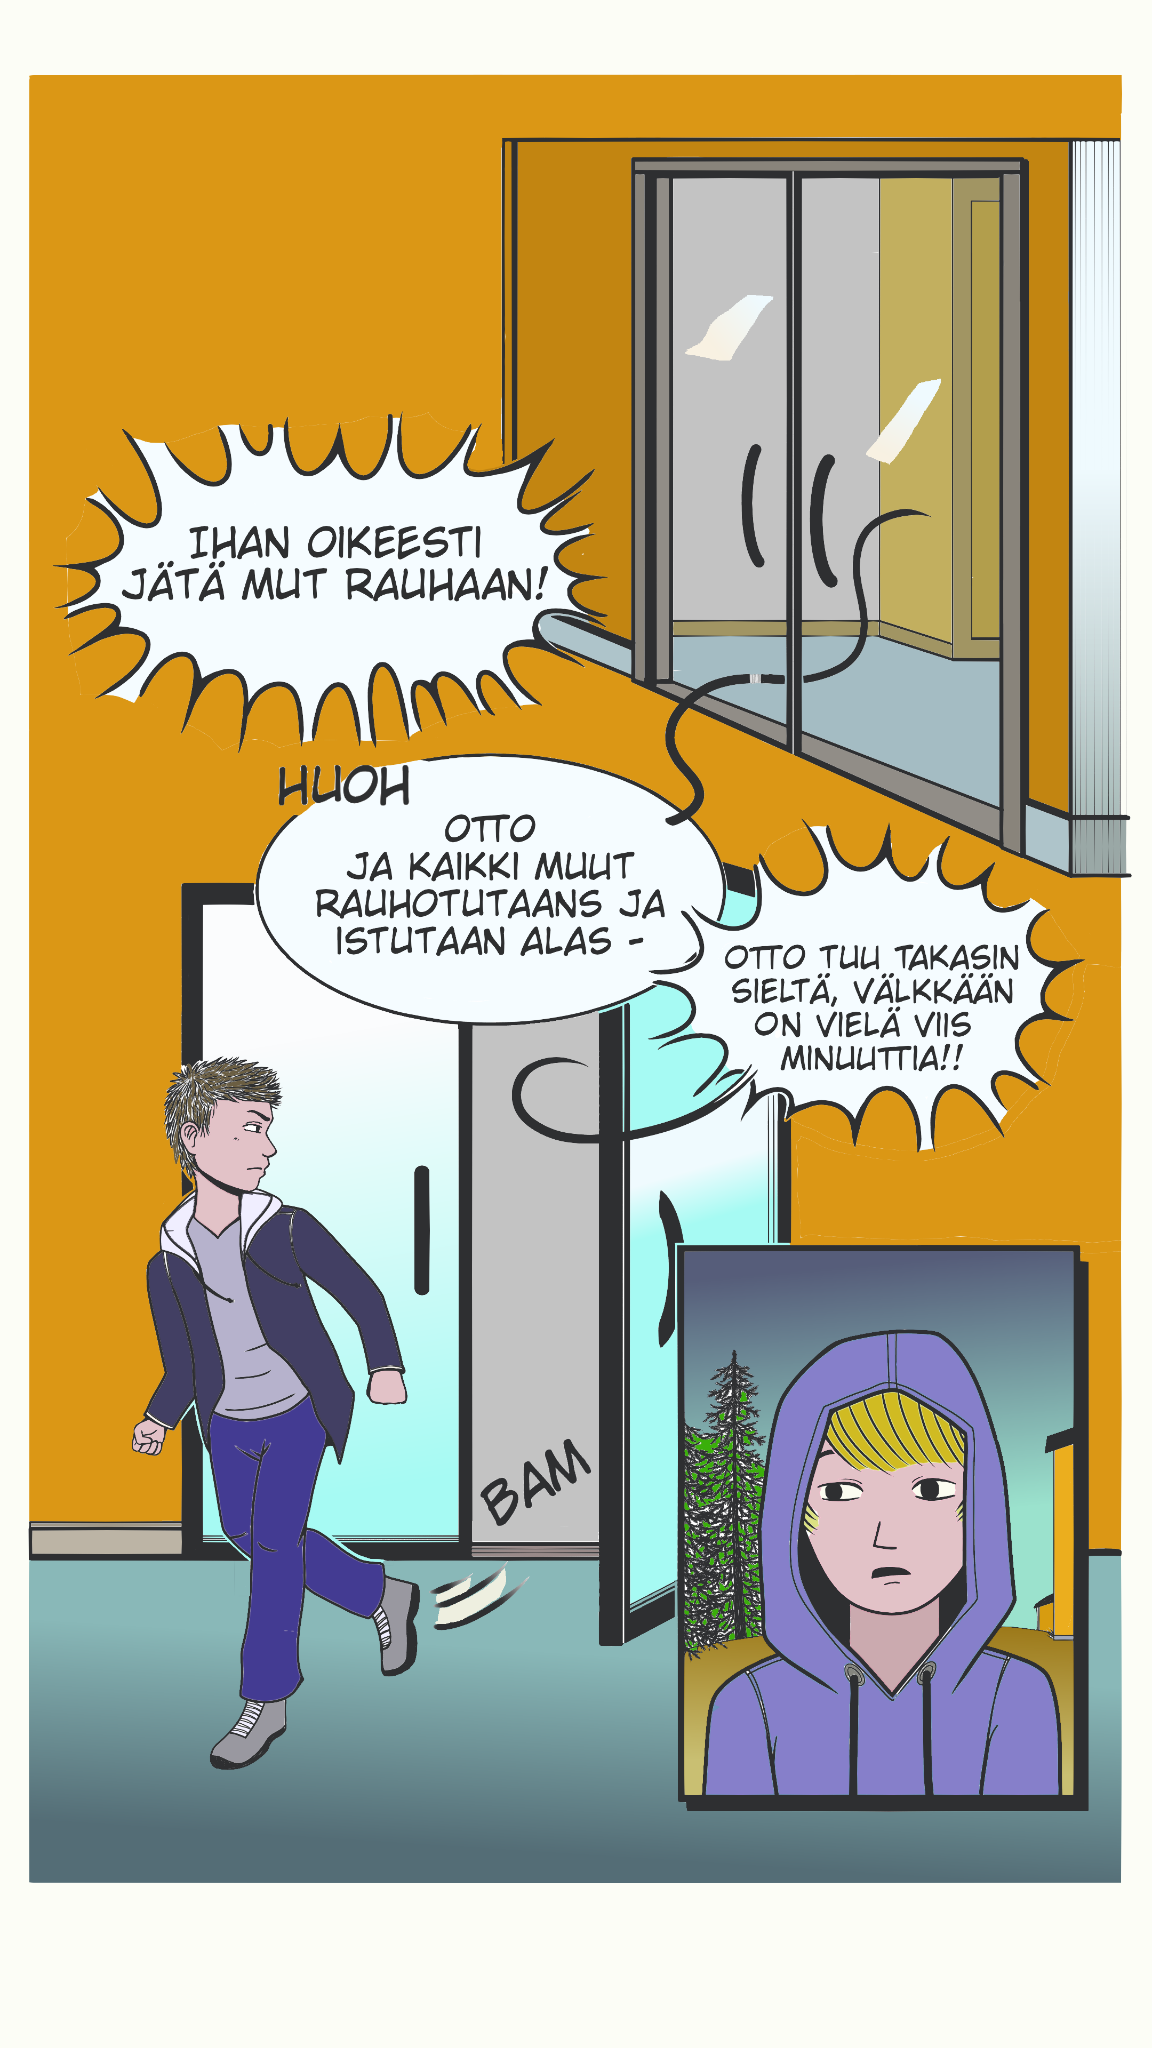 IHAN OIKEESTI
JÄTÄ MUT RAUHAAN!
HUOH
OTTO
JA KAIKKI MUUT
RAUHOTUTAANS JA
ISTUTAAN ALAS -
OTTO TUU TAKASIN
SIELTÄ, VÄLKKÄÄN
ON VIELÄ VIIS
MINUUTTIA!!
BAM